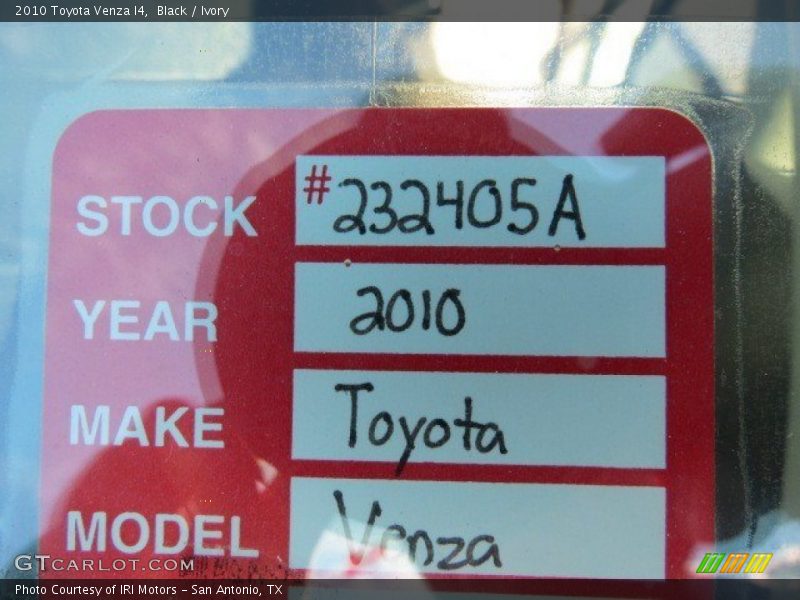 2010 Toyota Venza I4,  Black / Ivory
STOCK #232405A
YEAR 2010
MAKE Toyota
MODEL Venza
GTCarlot.com
Photo Courtesy of IRI Motors - San Antonio, TX